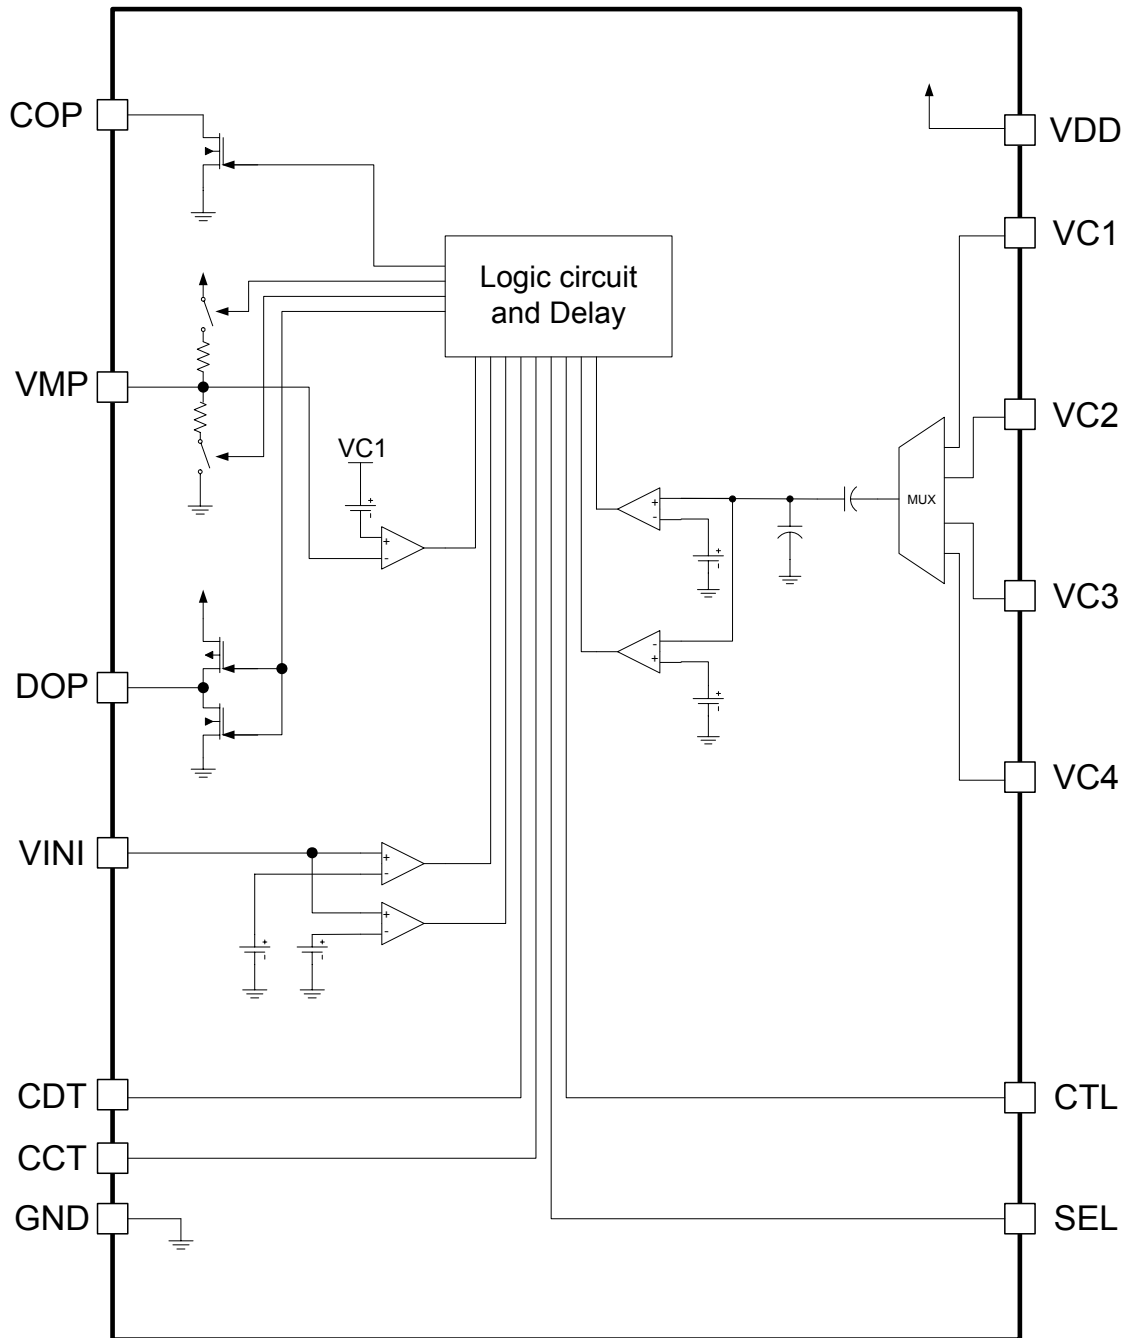 COP
VDD
VC1
Logic circuit
and Delay
VMP
VC2
VC1
+
-
+
-
MUX
+
-
+
-
VC3
-
+
DOP
+
-
VC4
VINI
+
-
+
-
+
-
+
-
CDT
CTL
CCT
GND
SEL